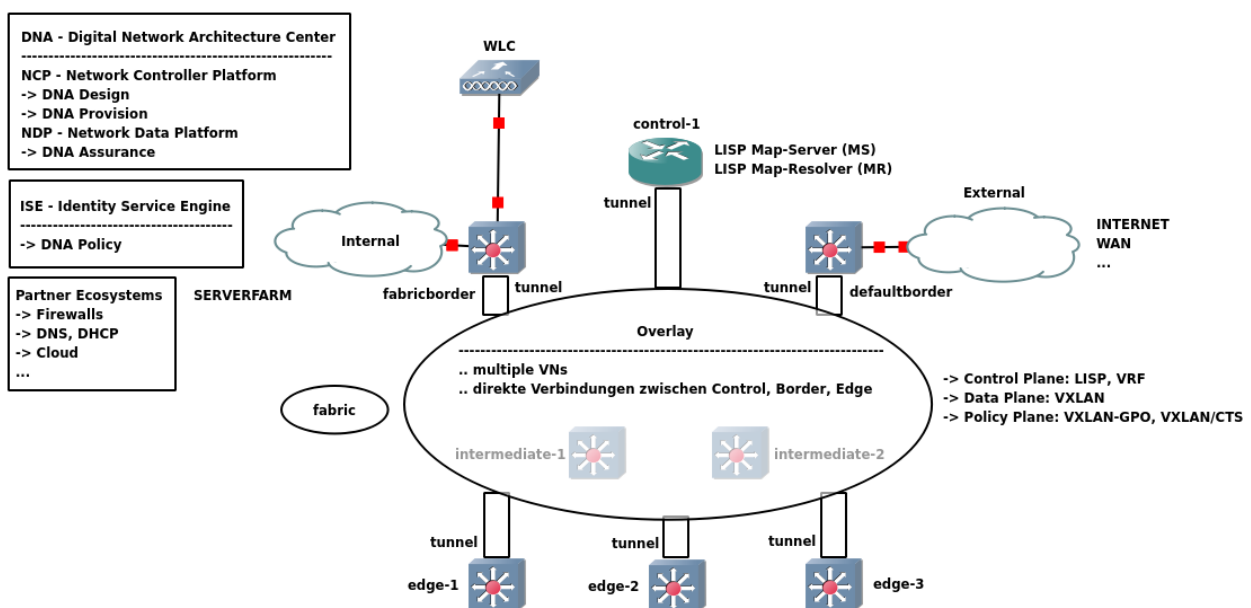 DNA - Digital Network Architecture Center
NCP - Network Controller Platform
-> DNA Design
-> DNA Provision
NDP - Network Data Platform
-> DNA Assurance
ISE - Identity Service Engine
-> DNA Policy
Partner Ecosystems
-> Firewalls
-> DNS, DHCP
-> Cloud
...
SERVERFARM
WLC
control-1
LISP Map-Server (MS)
LISP Map-Resolver (MR)
tunnel
Internal
External
INTERNET
WAN
...
fabricborder
tunnel
tunnel
defaultborder
Overlay
.. multiple VNs
.. direkte Verbindungen zwischen Control, Border, Edge
fabric
-> Control Plane: LISP, VRF
-> Data Plane: VXLAN
-> Policy Plane: VXLAN-GPO, VXLAN/CTS
intermediate-1
intermediate-2
tunnel
tunnel
tunnel
edge-1
edge-2
edge-3